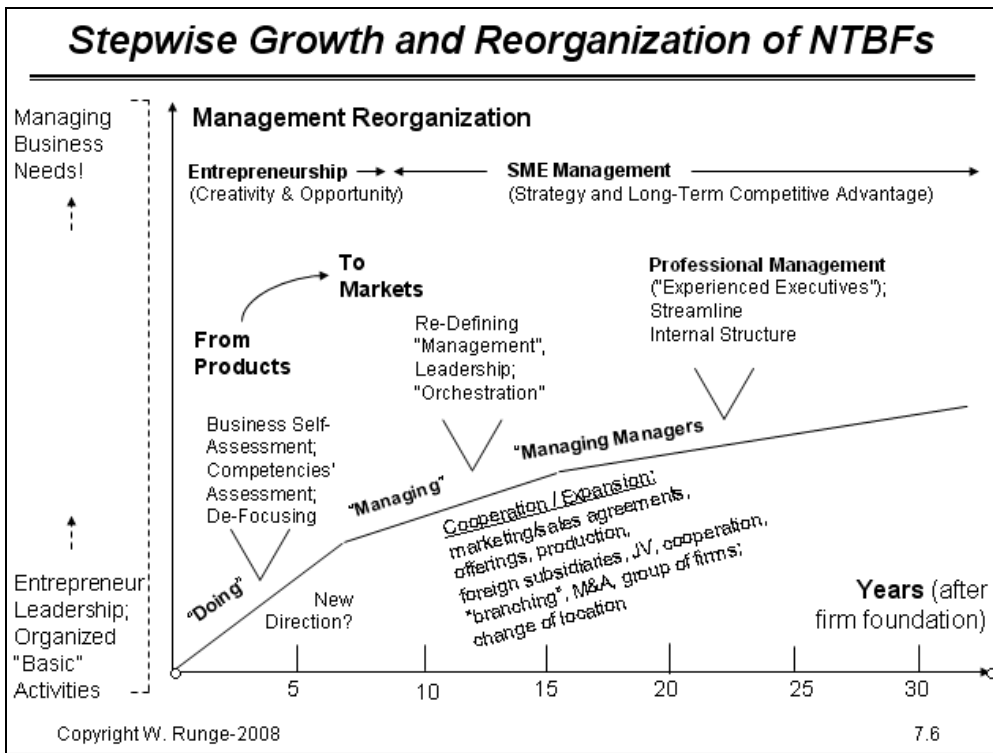 Stepwise Growth and Reorganization of NTBFs
Managing
Business
Needs!
Management Reorganization
Entrepreneurship
(Creativity & Opportunity)
SME Management
(Strategy and Long-Term Competitive Advantage)
To
Markets
From
Products
Professional Management
("Experienced Executives");
Streamline
Internal Structure
Re-Defining
"Management",
Leadership;
"Orchestration"
Business Self-
Assessment;
Competencies'
Assessment;
De-Focusing
"Doing"
"Managing"
"Managing Managers
Cooperation / Expansion:
marketing/sales agreements,
offerings, production,
foreign subsidiaries, JV, cooperation,
"branching", M&A, group of firms;
change of location
New
Direction?
Entrepreneur
Leadership;
Organized
"Basic"
Activities
Years (after
firm foundation)
5
10
15
20
25
30
Copyright W. Runge-2008
7.6